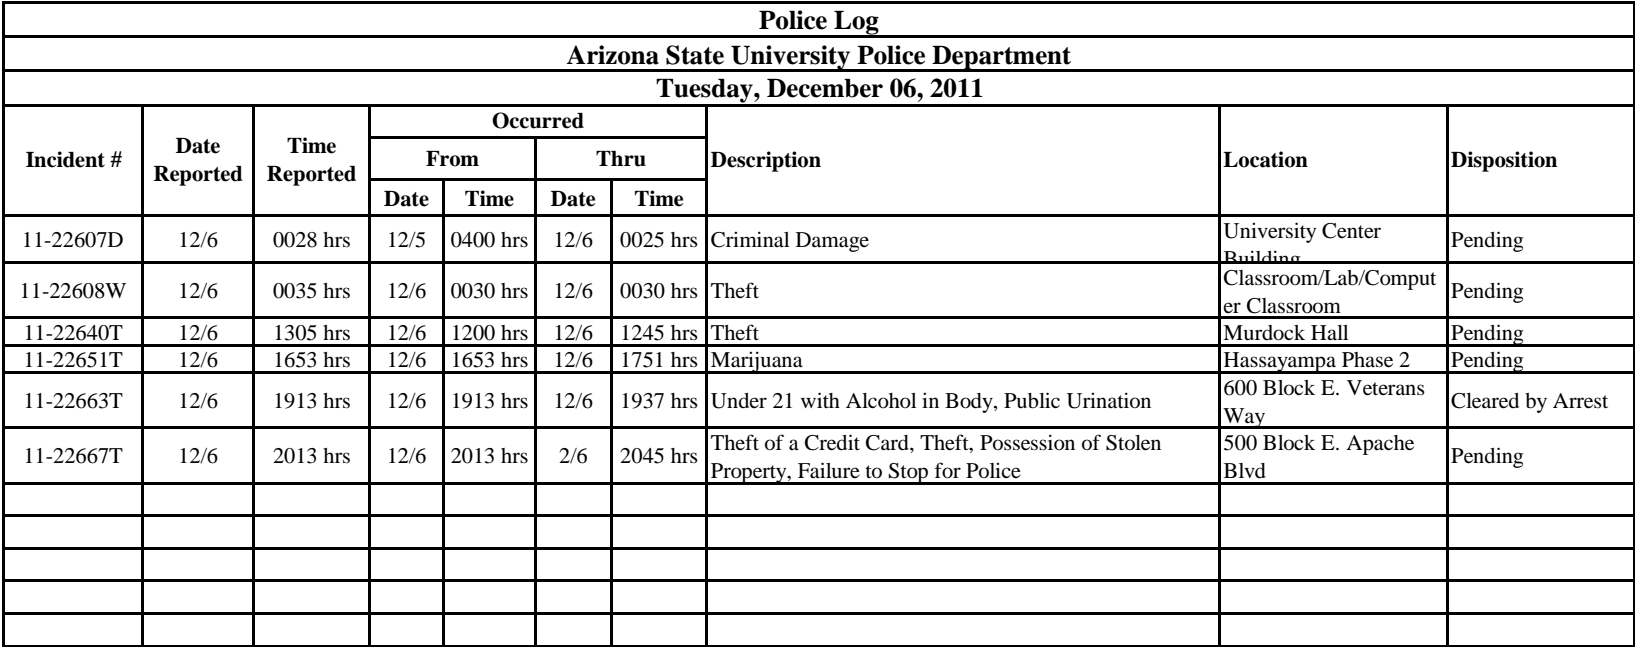 Police Log
Arizona State University Police Department
Tuesday, December 06, 2011
Incident # Date Reported Time Reported Occurred Description Location Disposition
From Thru
Date Time Date Time
11-22607D 12/6 0028 hrs 12/5 0400 hrs 12/6 0025 hrs Criminal Damage University Center Building Pending
11-22608W 12/6 0035 hrs 12/6 0030 hrs 12/6 0030 hrs Theft Classroom/Lab/Comput er Classroom Pending
11-22640T 12/6 1305 hrs 12/6 1200 hrs 12/6 1245 hrs Theft Murdock Hall Pending
11-22651T 12/6 1653 hrs 12/6 1653 hrs 12/6 1751 hrs Marijuana Hassayampa Phase 2 Pending
11-22663T 12/6 1913 hrs 12/6 1913 hrs 12/6 1937 hrs Under 21 with Alcohol in Body, Public Urination 600 Block E. Veterans Way Cleared by Arrest
11-22667T 12/6 2013 hrs 12/6 2013 hrs 2/6 2045 hrs Theft of a Credit Card, Theft, Possession of Stolen Property, Failure to Stop for Police 500 Block E. Apache Blvd Pending